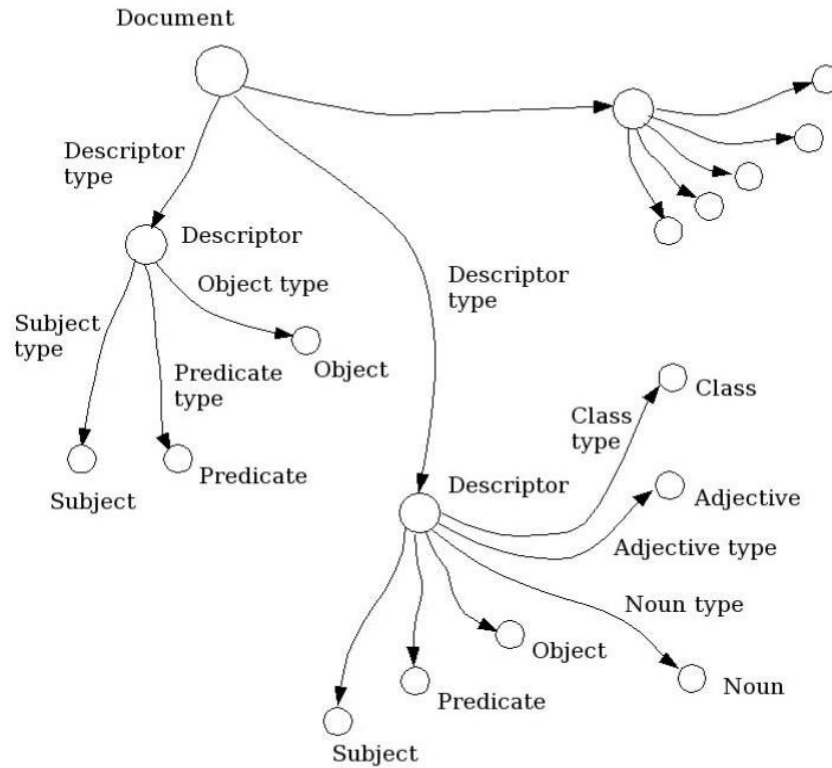 Document
Descriptor
type
Descriptor
Object type
Subject
type
Predicate
type
Object
Subject
Predicate
Descriptor
type
Class
type
Class
Descriptor
Adjective
Adjective type
Noun type
Object
Noun
Predicate
Subject